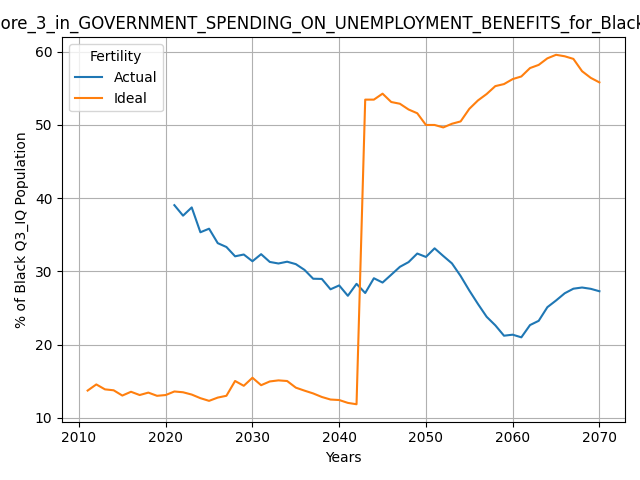 ore_3_in_GOVERNMENT_SPENDING_ON_UNEMPLOYMENT_BENEFITS_for_Black
Fertility
Actual
Ideal
% of Black Q3_IQ Population
60
50
40
30
20
10
2010 2020 2030 2040 2050 2060 2070
Years